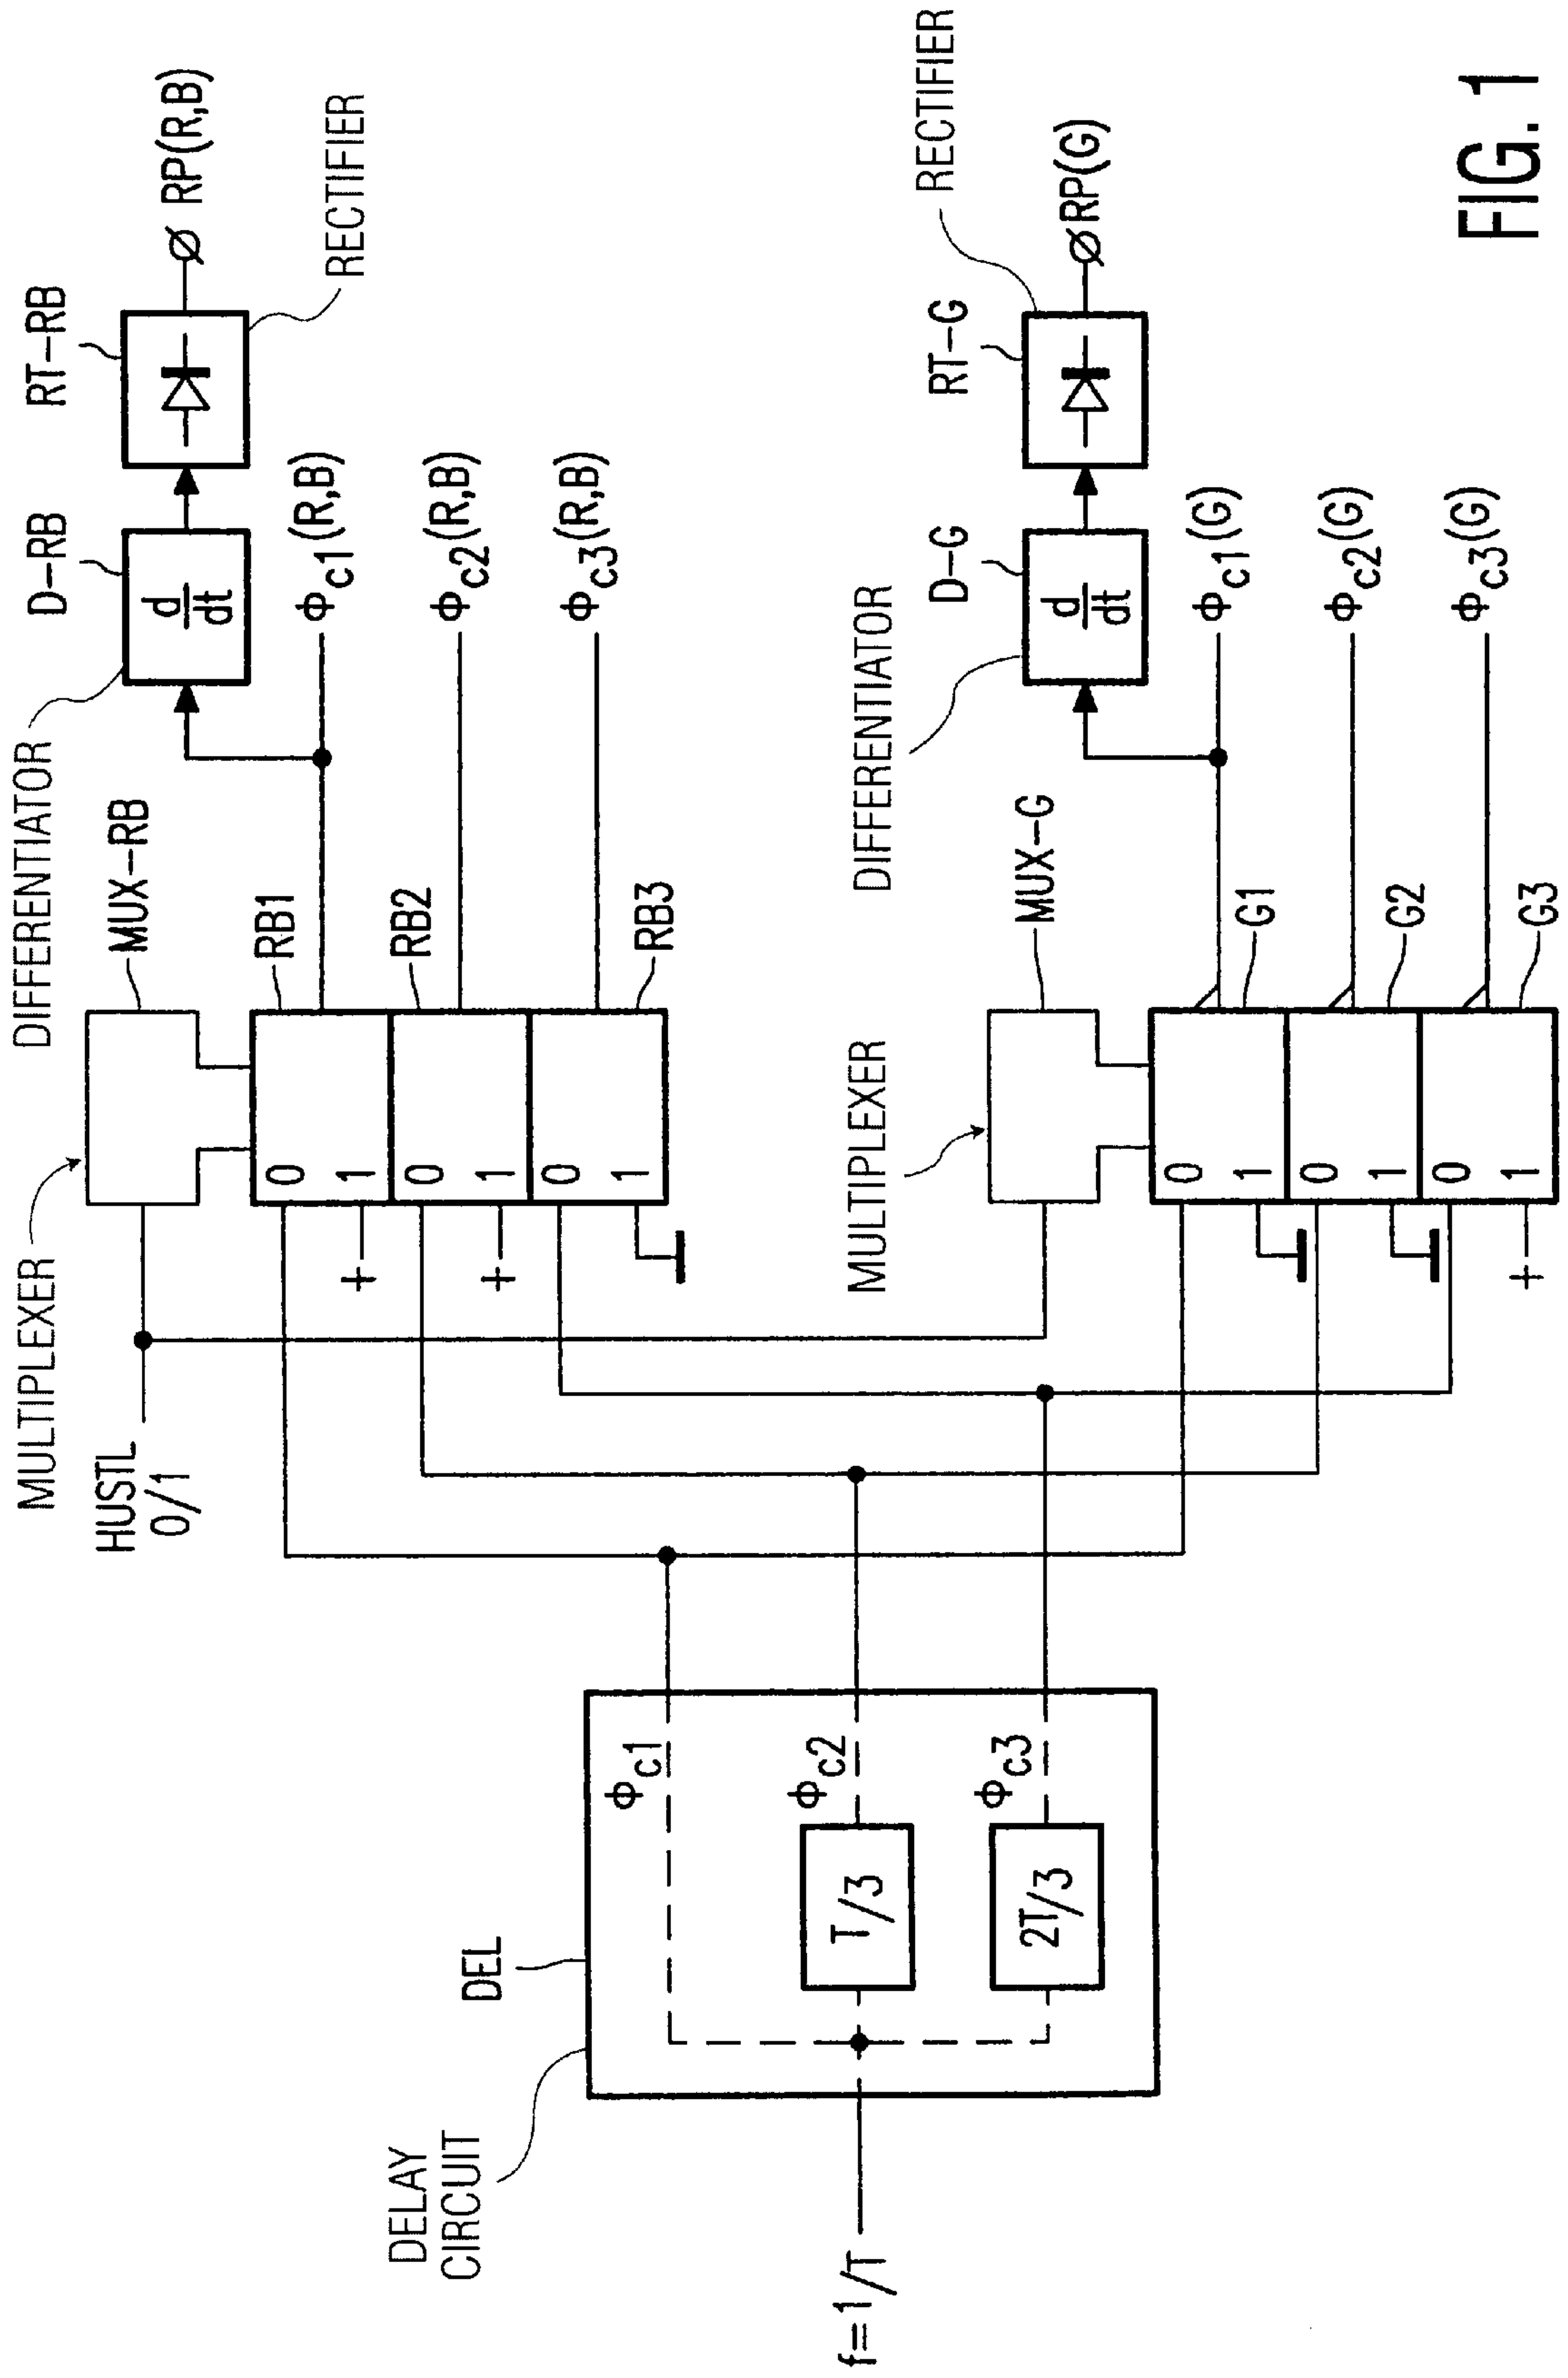 DIFFERENTIATOR
D-RB
RT-RB
d
dt
Ø RP(R,B)
RECTIFIER
MULTIPLEXER
MUX-RB
HUSTL
0/1
0
1
+
RB1
Φc1(R,B)
0
1
+
RB2
Φc2(R,B)
0
1
RB3
Φc3(R,B)
DELAY
CIRCUIT
DEL
f=1/T
Φc1
T/3
Φc2
2T/3
Φc3
DIFFERENTIATOR
D-G
RT-G
d
dt
ØRP(G)
RECTIFIER
MULTIPLEXER
MUX-G
0
1
G1
Φc1(G)
0
1
G2
Φc2(G)
0
1
+
G3
Φc3(G)
FIG. 1